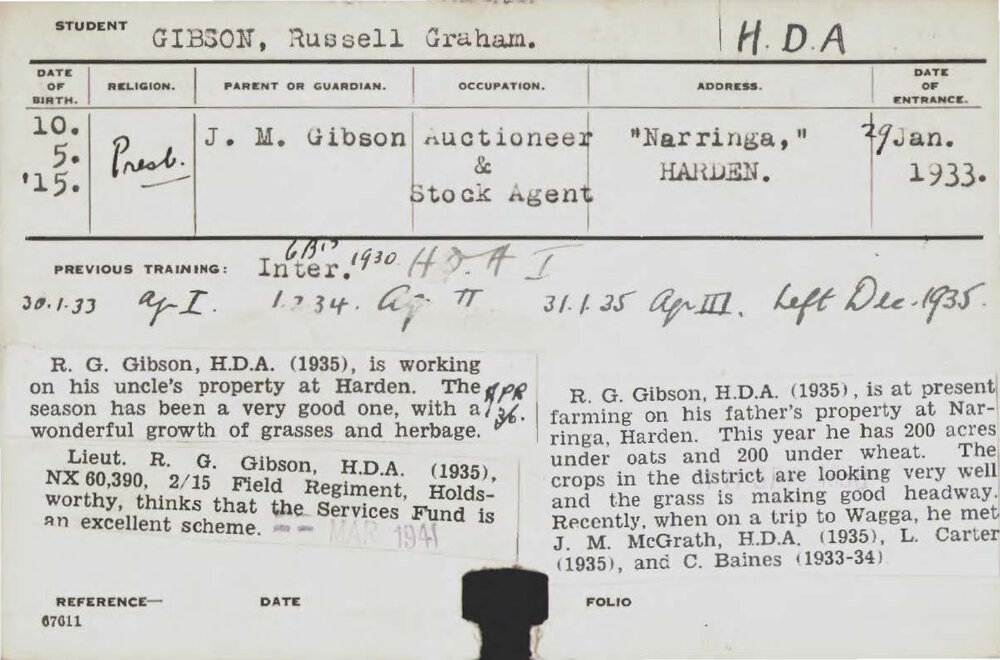 STUDENT GIBSON, Russell Graham. H.D.A
DATE OF BIRTH. RELIGION. PARENT OR GUARDIAN. OCCUPATION. ADDRESS. DATE OF ENTRANCE.
10. 5. '15. Presb. J. M. Gibson Auctioneer & Stock Agent "Narringa," HARDEN. 29 Jan. 1933.
PREVIOUS TRAINING: Inter. 1930 H.D.A I
30.1.33 Ag I. 1.2.34. Ag II 31.1.35 Ag III. Left Dec. 1935.
R. G. Gibson, H.D.A. (1935), is working
on his uncle's property at Harden. The
season has been a very good one, with a
wonderful growth of grasses and herbage.
APR
36.
Lieut. R. G. Gibson, H.D.A. (1935),
NX 60,390, 2/15 Field Regiment, Holds-
worthy, thinks that the Services Fund is
an excellent scheme.
MAR 1941
R. G. Gibson, H.D.A. (1935), is at present
farming on his father's property at Nar-
ringa, Harden. This year he has 200 acres
under oats and 200 under wheat. The
crops in the district are looking very well
and the grass is making good headway.
Recently, when on a trip to Wagga, he met
J. M. McGrath, H.D.A. (1935), L. Carter
(1935), and C. Baines (1933-34)
REFERENCE— DATE FOLIO
67611